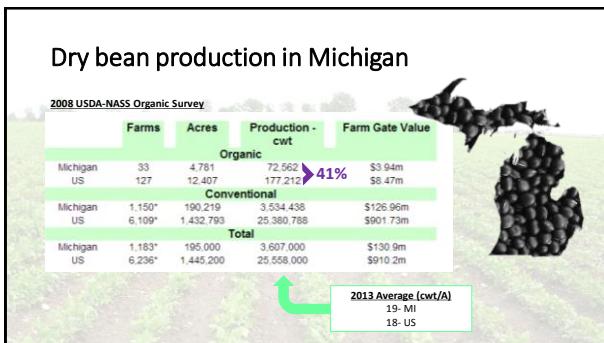 Dry bean production in Michigan
2008 USDA-NASS Organic Survey
Farms Acres Production - Farm Gate Value
cwt
Organic
Michigan 33 4,781 72,562 $3.94m
US 127 12,407 177,212 $8.47m
41%
Conventional
Michigan 1,150* 190,219 3,534,438 $126.96m
US 6,109* 1,432,793 25,380,788 $901.73m
Total
Michigan 1,183* 195,000 3,607,000 $130.9m
US 6,236* 1,445,200 25,558,000 $910.2m
2013 Average (cwt/A)
19- MI
18- US